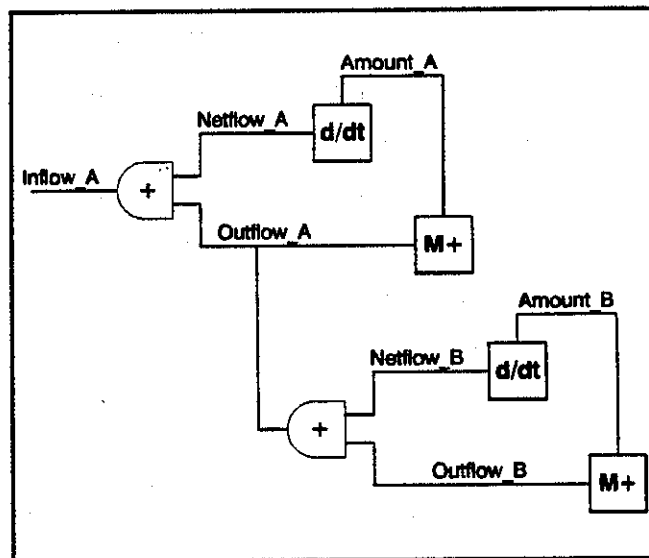 Amount_A
Netflow_A
d/dt
Inflow_A
+
Outflow_A
M+
Amount_B
Netflow_B
d/dt
+
Outflow_B
M+